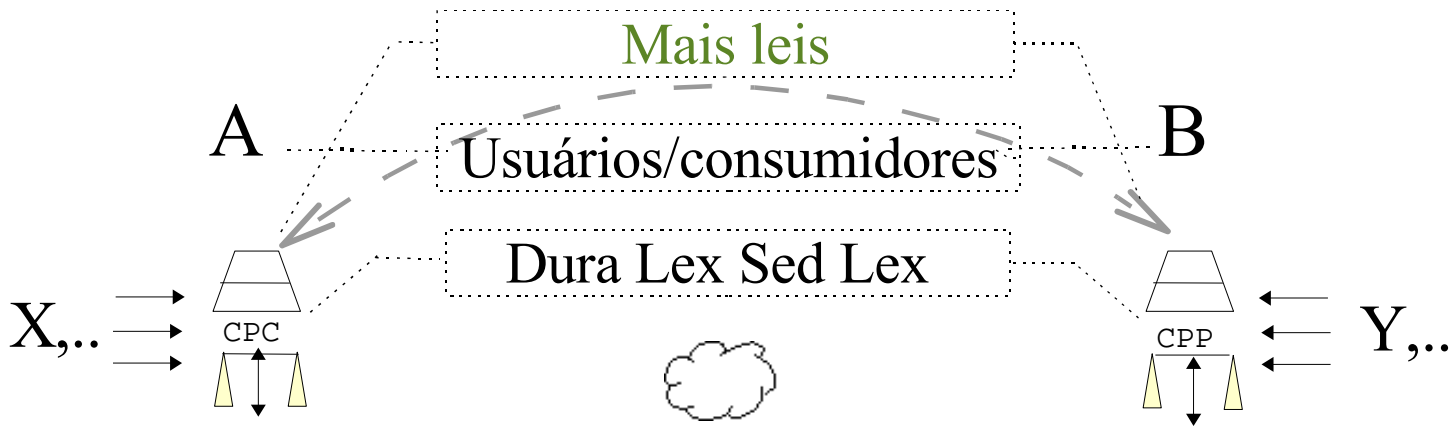 Mais leis
A
Usuários/consumidores
B
Dura Lex Sed Lex
X,..
CPC
CPP
Y,..